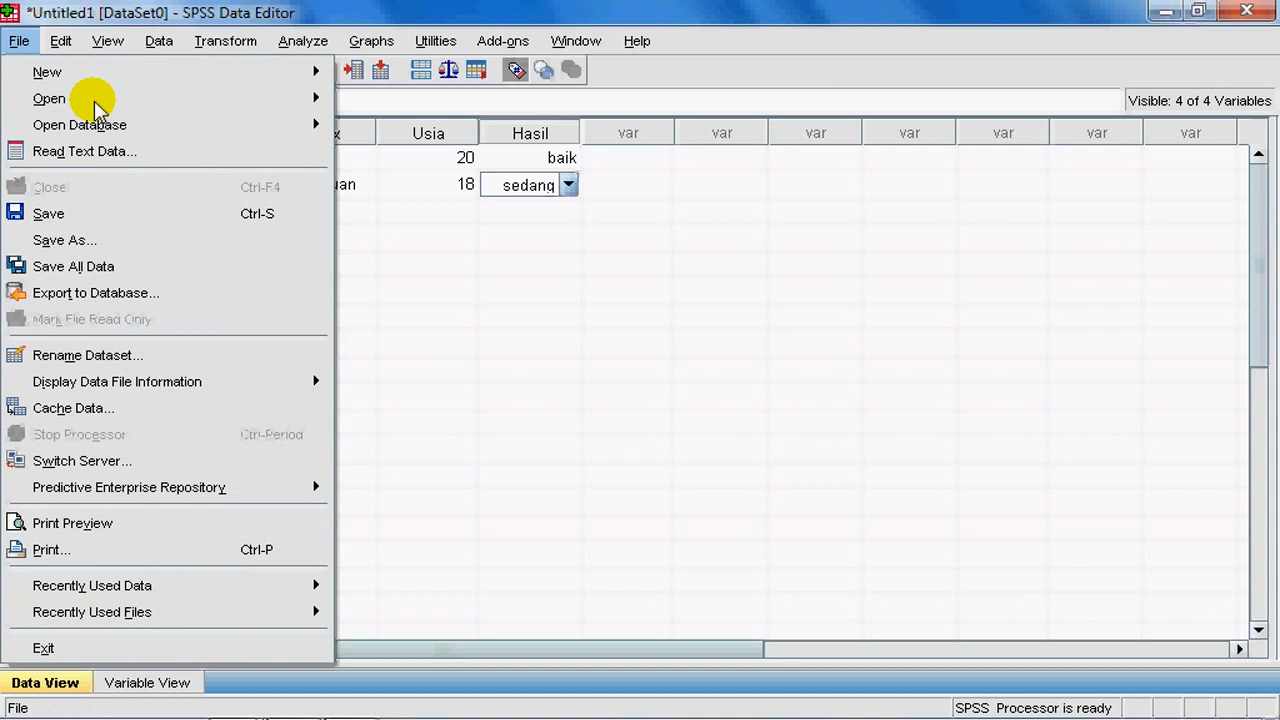 *Untitled1 [DataSet0] - SPSS Data Editor
File Edit View Data Transform Analyze Graphs Utilities Add-ons Window Help
New
Open
Open Database
Read Text Data...
Close Ctrl-F4
Save Ctrl-S
Save As...
Save All Data
Export to Database...
Mark File Read Only
Rename Dataset...
Display Data File Information
Cache Data...
Stop Processor Ctrl-Period
Switch Server...
Predictive Enterprise Repository
Print Preview
Print... Ctrl-P
Recently Used Data
Recently Used Files
Exit
Visible: 4 of 4 Variables
x Usia Hasil var var var var var var var
20 baik
uan 18 sedang
Data View Variable View
File SPSS Processor is ready